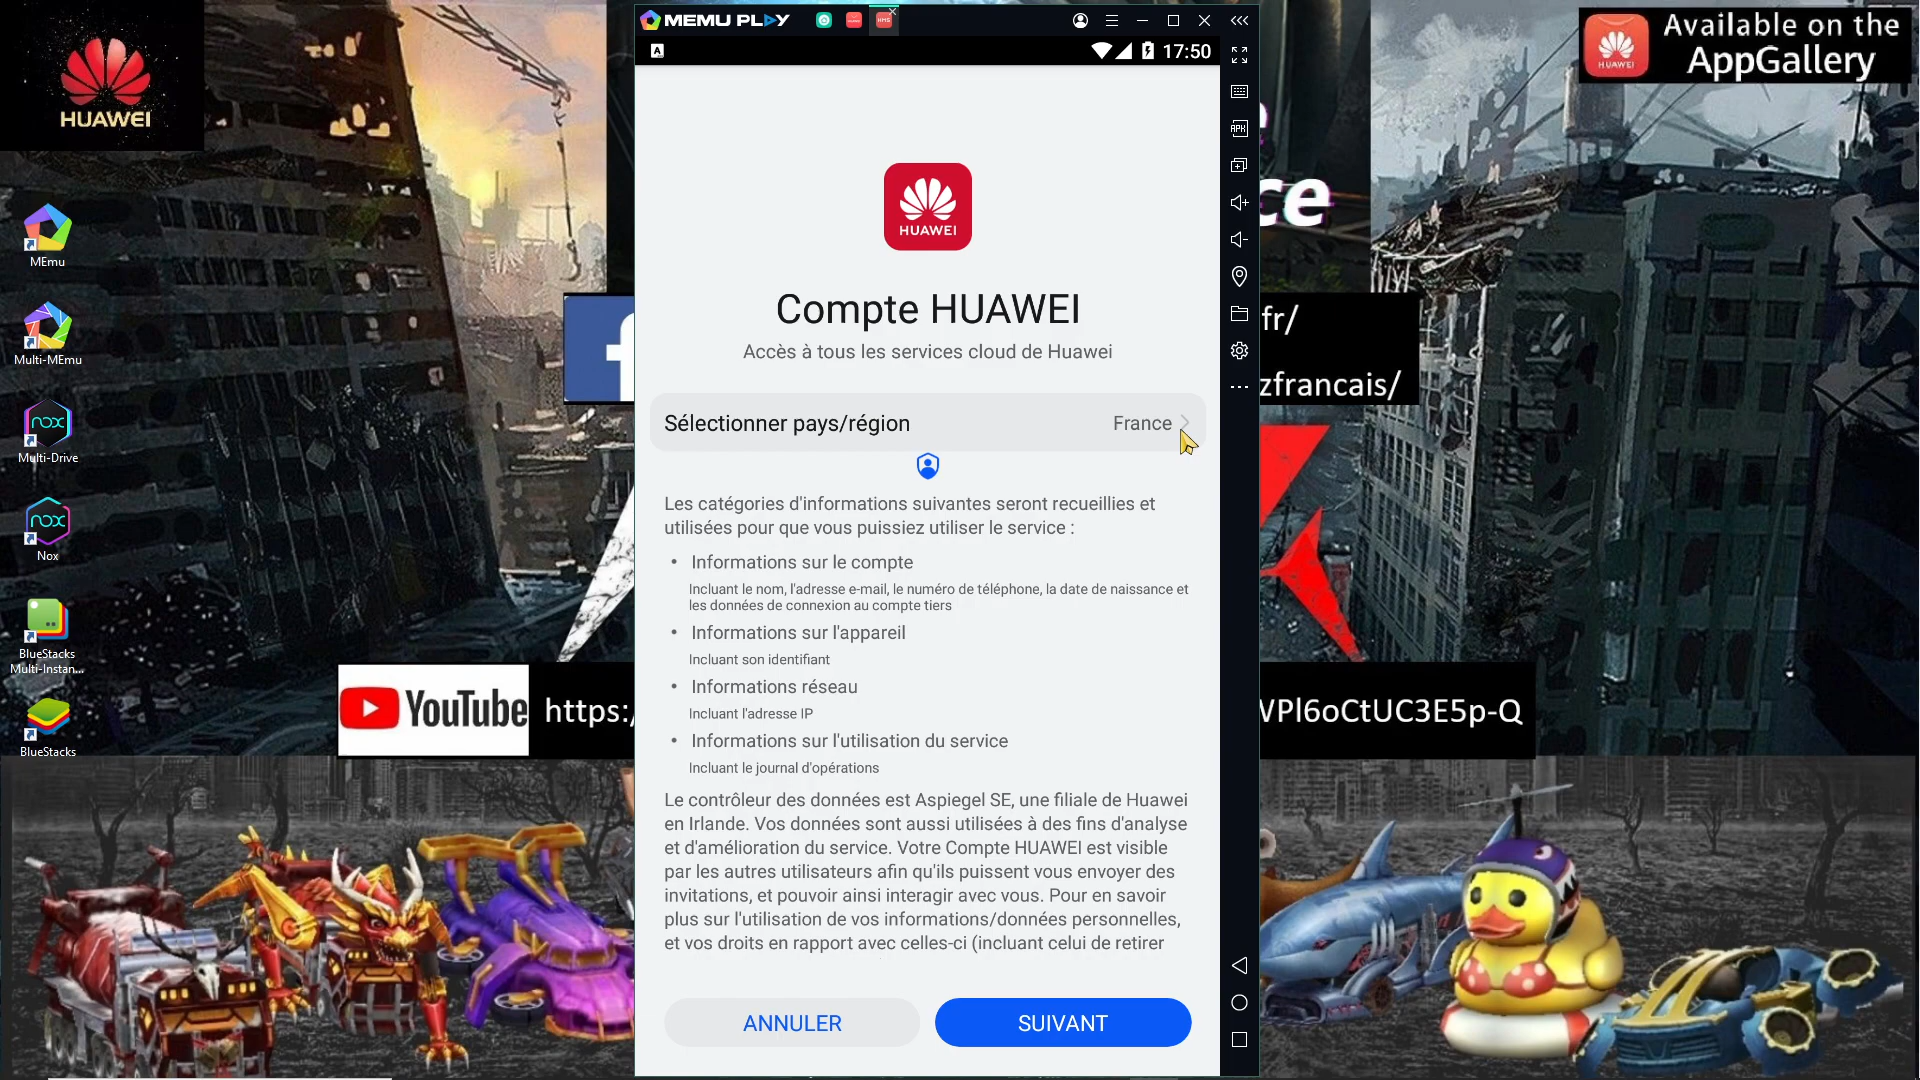 HUAWEI
MEMU PLAY
HMS
A
17:50
Available on the
AppGallery
HUAWEI
HUAWEI
Compte HUAWEI
Accès à tous les services cloud de Huawei
Sélectionner pays/région
France
Les catégories d'informations suivantes seront recueillies et
utilisées pour que vous puissiez utiliser le service :
• Informations sur le compte
Incluant le nom, l'adresse e-mail, le numéro de téléphone, la date de naissance et
les données de connexion au compte tiers
• Informations sur l'appareil
Incluant son identifiant
• Informations réseau
Incluant l'adresse IP
• Informations sur l'utilisation du service
Incluant le journal d'opérations
Le contrôleur des données est Aspiegel SE, une filiale de Huawei
en Irlande. Vos données sont aussi utilisées à des fins d'analyse
et d'amélioration du service. Votre Compte HUAWEI est visible
par les autres utilisateurs afin qu'ils puissent vous envoyer des
invitations, et pouvoir ainsi interagir avec vous. Pour en savoir
plus sur l'utilisation de vos informations/données personnelles,
et vos droits en rapport avec celles-ci (incluant celui de retirer
ANNULER
SUIVANT
APK
MEmu
Multi-MEmu
nox
Multi-Drive
nox
Nox
BlueStacks
Multi-Instan...
BlueStacks
YouTube
https:/
ce
fr/
zfrancais/
VPl6oCtUC3E5p-Q